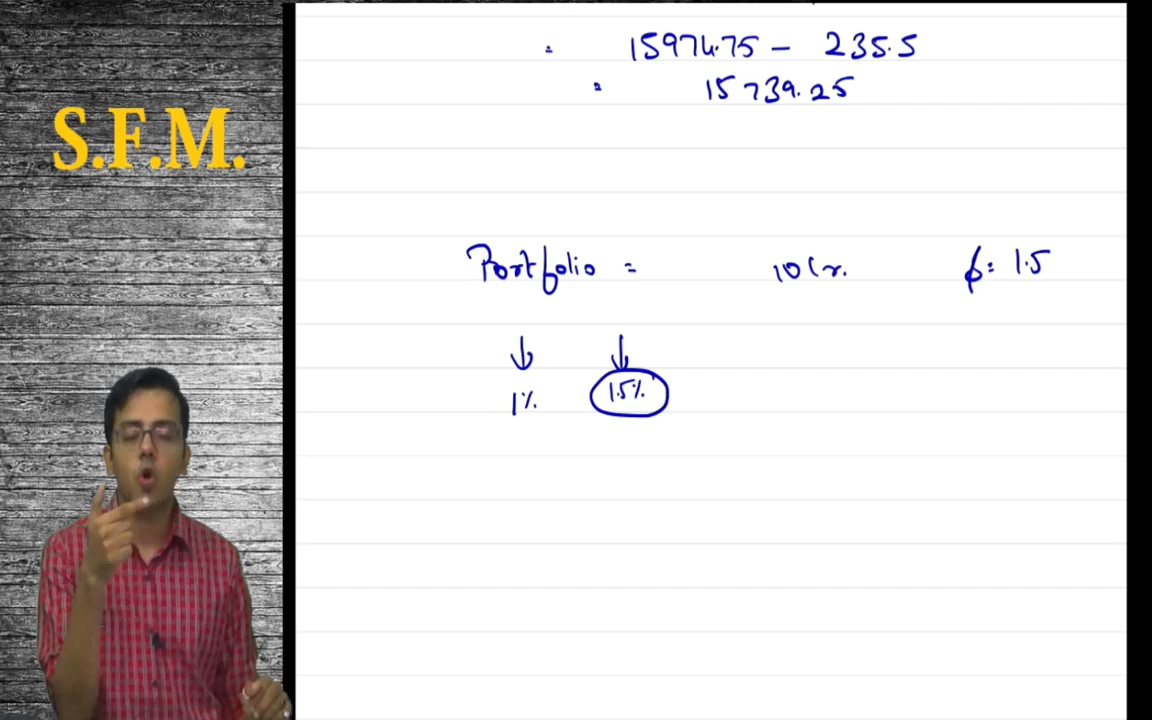 S.F.M.
= 15974.75 - 235.5
= 15739.25
Portfolio = 10 Cr. β = 1.5
↓ ↓
1% 1.5%